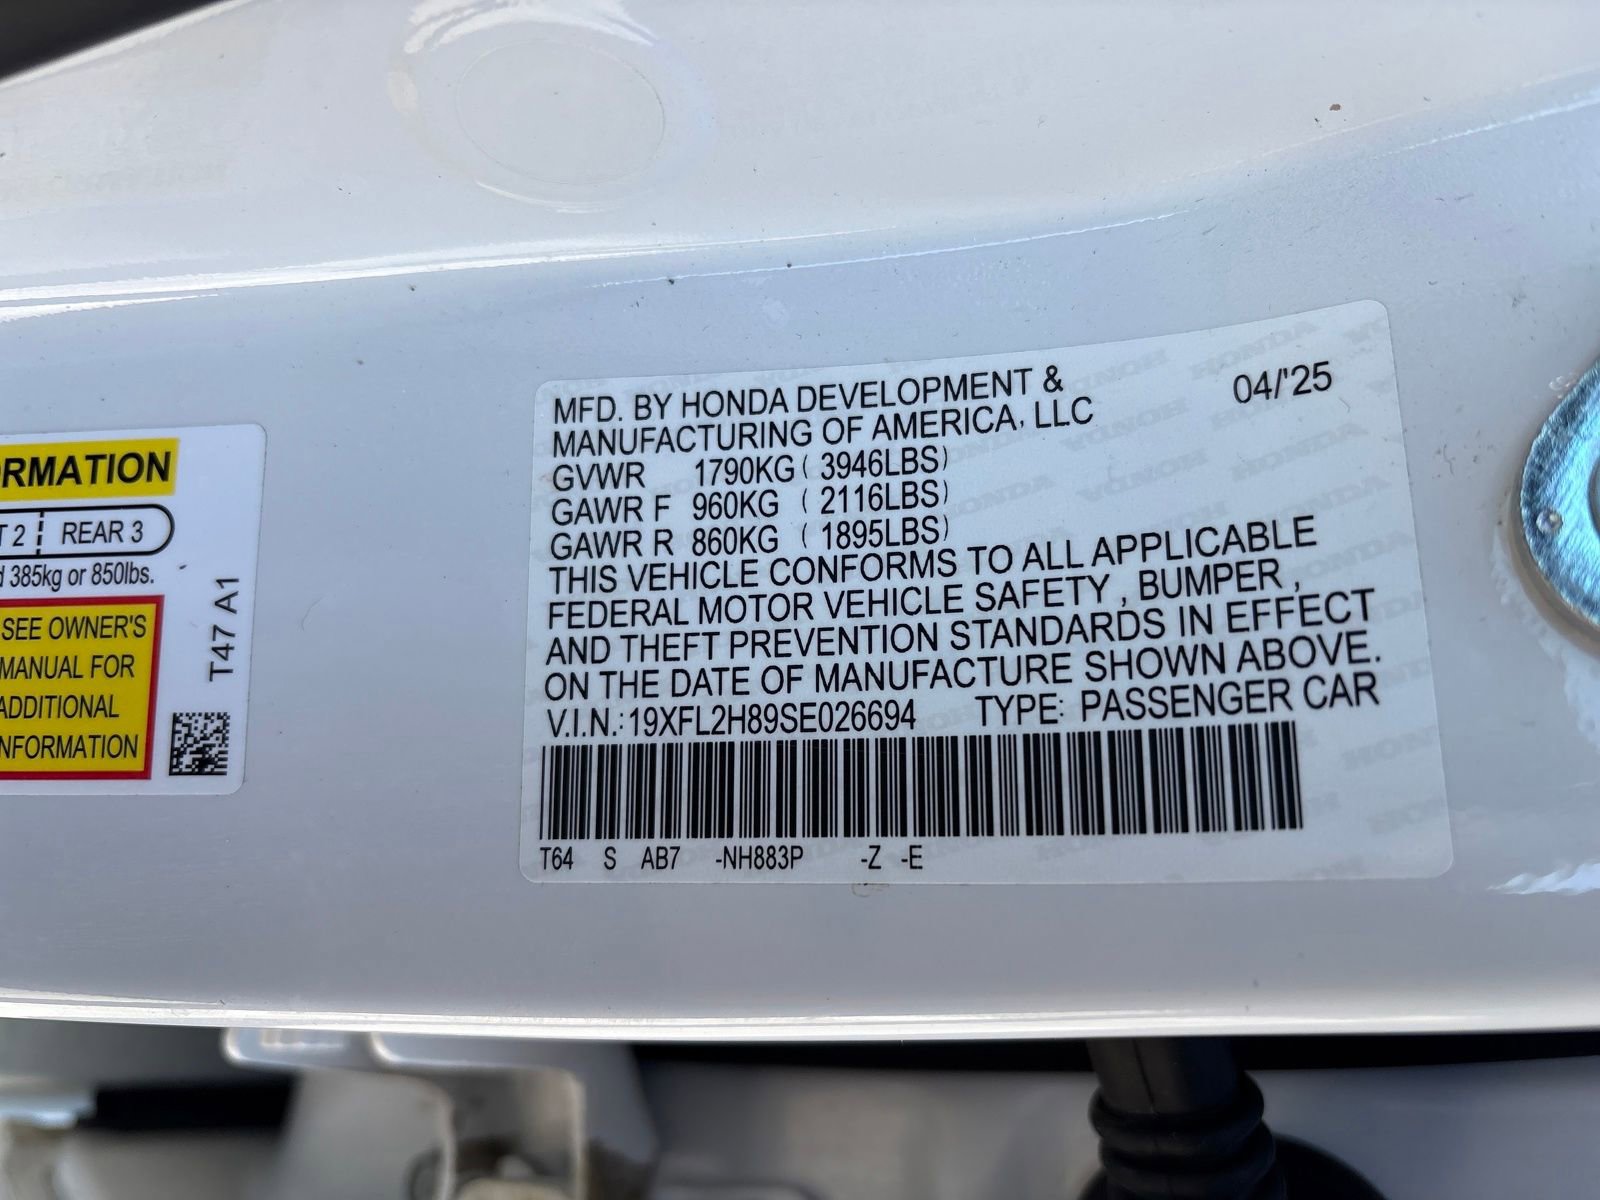 ORMATION
T 2 REAR 3
d 385kg or 850lbs.
SEE OWNER'S
MANUAL FOR
ADDITIONAL
NFORMATION
T47 A1
MFD. BY HONDA DEVELOPMENT & 04/'25
MANUFACTURING OF AMERICA, LLC
GVWR 1790KG ( 3946LBS)
GAWR F 960KG ( 2116LBS)
GAWR R 860KG ( 1895LBS)
THIS VEHICLE CONFORMS TO ALL APPLICABLE
FEDERAL MOTOR VEHICLE SAFETY , BUMPER ,
AND THEFT PREVENTION STANDARDS IN EFFECT
ON THE DATE OF MANUFACTURE SHOWN ABOVE.
V.I.N.:19XFL2H89SE026694 TYPE: PASSENGER CAR
T64 S AB7 -NH883P -Z -E